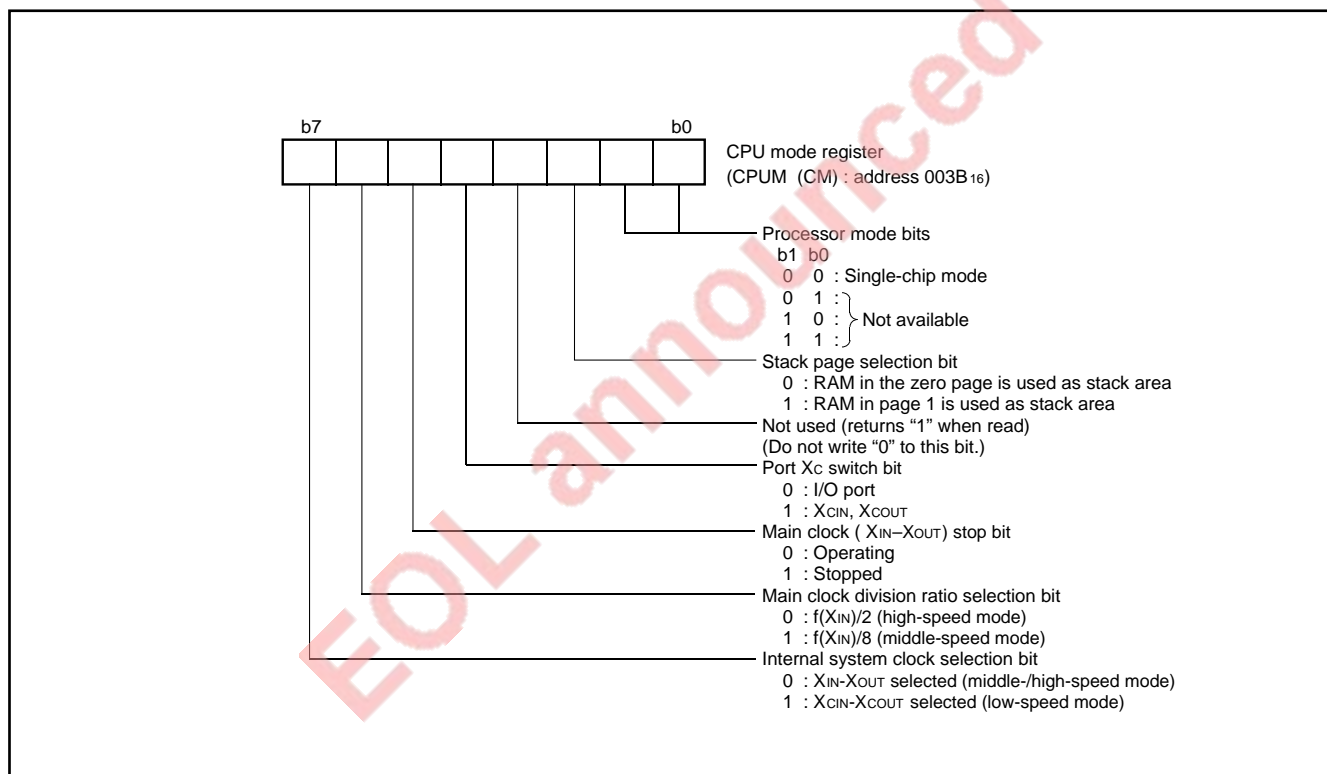 EOL announced
b7 b0
CPU mode register
(CPUM (CM) : address 003B16)
Processor mode bits
b1 b0
0 0 : Single-chip mode
0 1 :
1 0 : Not available
1 1 :
Stack page selection bit
0 : RAM in the zero page is used as stack area
1 : RAM in page 1 is used as stack area
Not used (returns “1” when read)
(Do not write “0” to this bit.)
Port XC switch bit
0 : I/O port
1 : XCIN, XCOUT
Main clock ( XIN–XOUT) stop bit
0 : Operating
1 : Stopped
Main clock division ratio selection bit
0 : f(XIN)/2 (high-speed mode)
1 : f(XIN)/8 (middle-speed mode)
Internal system clock selection bit
0 : XIN-XOUT selected (middle-/high-speed mode)
1 : XCIN-XCOUT selected (low-speed mode)